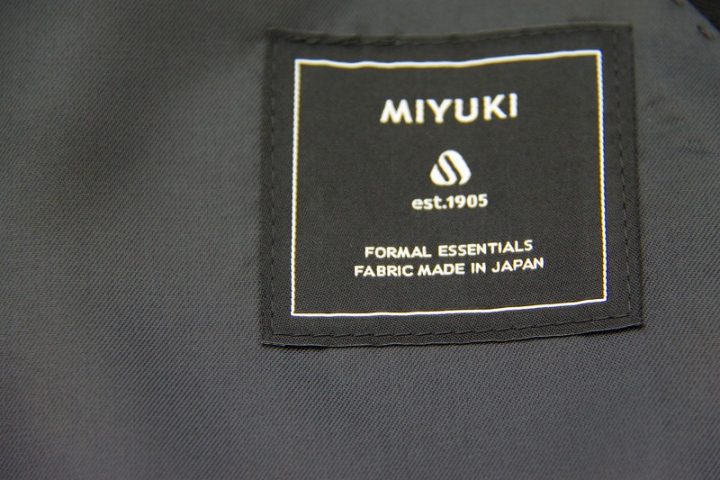 MIYUKI
est.1905
FORMAL ESSENTIALS
FABRIC MADE IN JAPAN